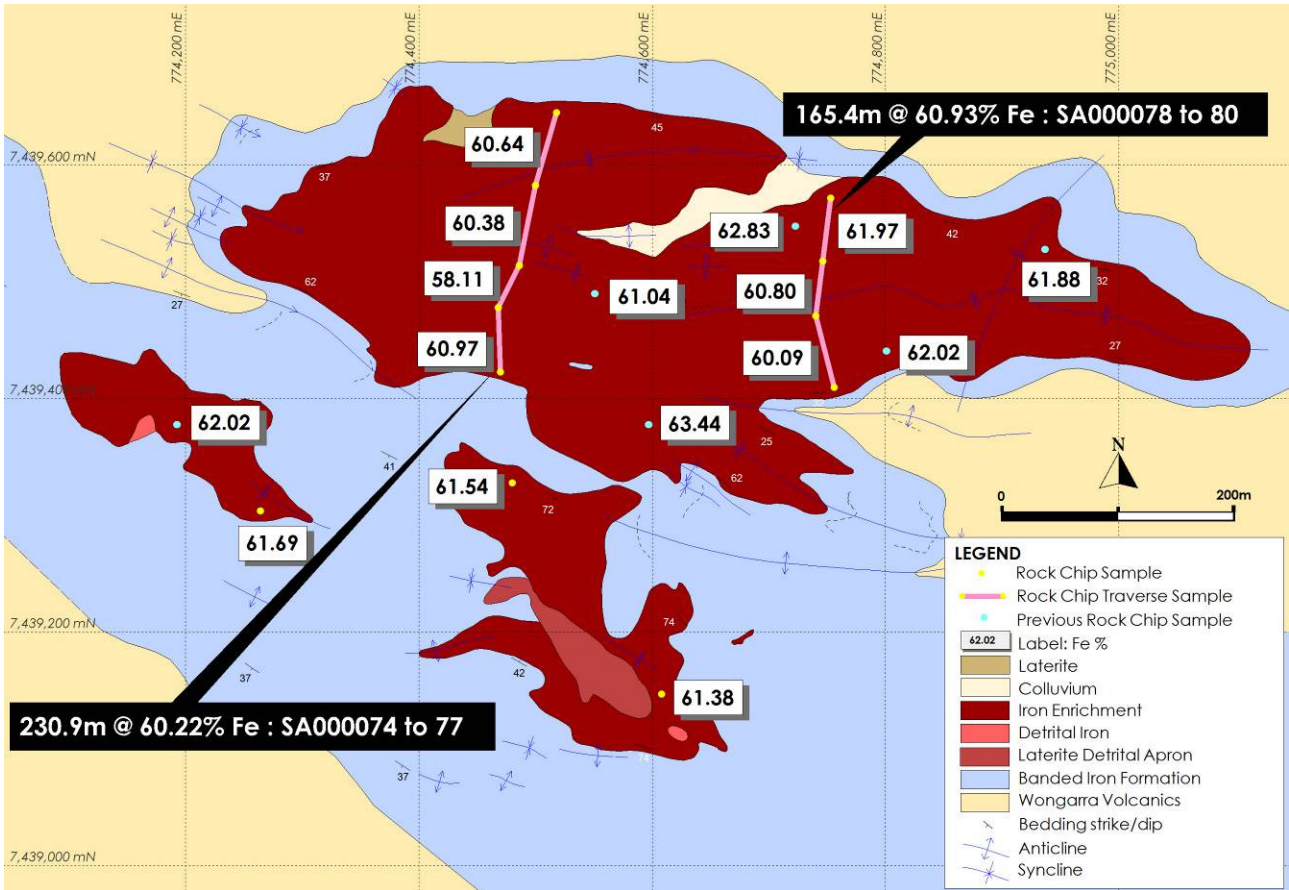 774,200 mE
774,400 mE
774,600 mE
774,800 mE
775,000 mE
165.4m @ 60.93% Fe : SA000078 to 80
45
60.64
7,439,600 mN
37
60.38
62.83
61.97
42
58.11
62
61.04
60.80
61.88
32
27
60.97
60.09
62.02
27
7,439,400 mN
62.02
63.44
25
41
61.54
62
N
72
0
200m
61.69
74
7,439,200 mN
42
37
61.38
230.9m @ 60.22% Fe : SA000074 to 77
74
37
7,439,000 mN
LEGEND
Rock Chip Sample
Rock Chip Traverse Sample
Previous Rock Chip Sample
62.02
Label: Fe %
Laterite
Colluvium
Iron Enrichment
Detrital Iron
Laterite Detrital Apron
Banded Iron Formation
Wongarra Volcanics
Bedding strike/dip
Anticline
Syncline